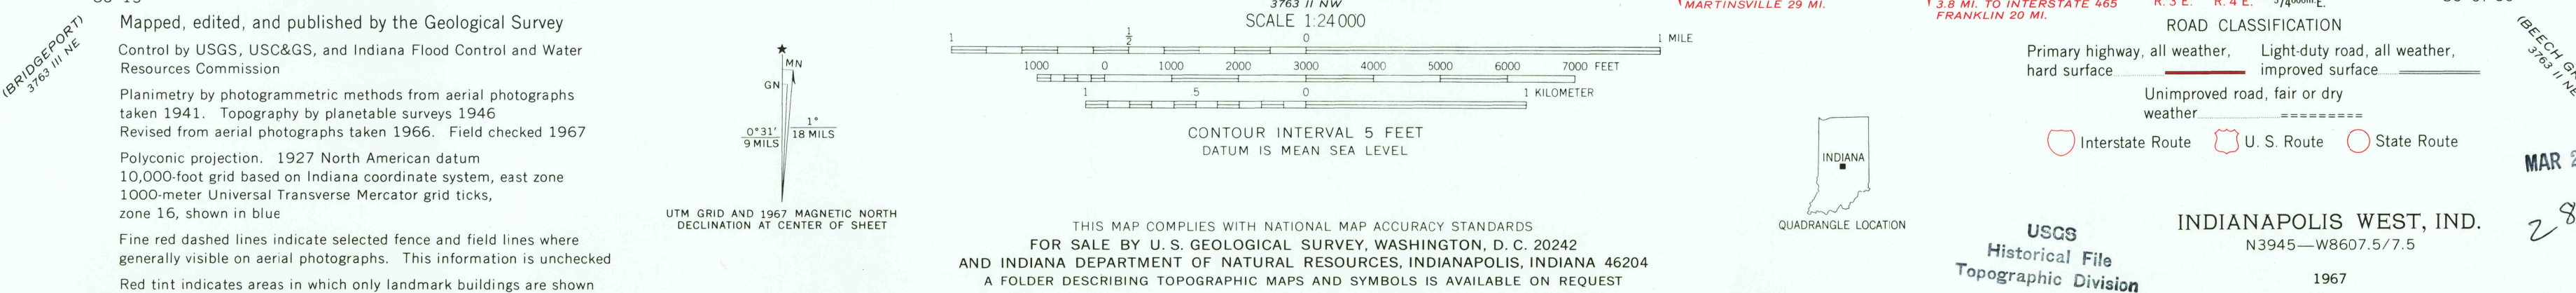 (BRIDGEPORT)
3763 III NE
Mapped, edited, and published by the Geological Survey
Control by USGS, USC&GS, and Indiana Flood Control and Water
Resources Commission
Planimetry by photogrammetric methods from aerial photographs
taken 1941. Topography by planetable surveys 1946
Revised from aerial photographs taken 1966. Field checked 1967
Polyconic projection. 1927 North American datum
10,000-foot grid based on Indiana coordinate system, east zone
1000-meter Universal Transverse Mercator grid ticks,
zone 16, shown in blue
Fine red dashed lines indicate selected fence and field lines where
generally visible on aerial photographs. This information is unchecked
Red tint indicates areas in which only landmark buildings are shown
MN
GN
0°31'
9 MILS
1°
18 MILS
UTM GRID AND 1967 MAGNETIC NORTH
DECLINATION AT CENTER OF SHEET
3763 II NW
SCALE 1:24 000
1 ½ 0 1 MILE
1000 0 1000 2000 3000 4000 5000 6000 7000 FEET
1 .5 0 1 KILOMETER
CONTOUR INTERVAL 5 FEET
DATUM IS MEAN SEA LEVEL
THIS MAP COMPLIES WITH NATIONAL MAP ACCURACY STANDARDS
FOR SALE BY U. S. GEOLOGICAL SURVEY, WASHINGTON, D. C. 20242
AND INDIANA DEPARTMENT OF NATURAL RESOURCES, INDIANAPOLIS, INDIANA 46204
A FOLDER DESCRIBING TOPOGRAPHIC MAPS AND SYMBOLS IS AVAILABLE ON REQUEST
MARTINSVILLE 29 MI.
3.8 MI. TO INTERSTATE 465
FRANKLIN 20 MI.
R. 3 E. R. 4 E.
INDIANA
QUADRANGLE LOCATION
ROAD CLASSIFICATION
Primary highway, all weather,
hard surface
Light-duty road, all weather,
improved surface
Unimproved road, fair or dry
weather
Interstate Route U. S. Route State Route
USGS
Historical File
Topographic Division
INDIANAPOLIS WEST, IND.
N3945—W8607.5/7.5
1967
(BEECH
3763 II NE
MAR
28